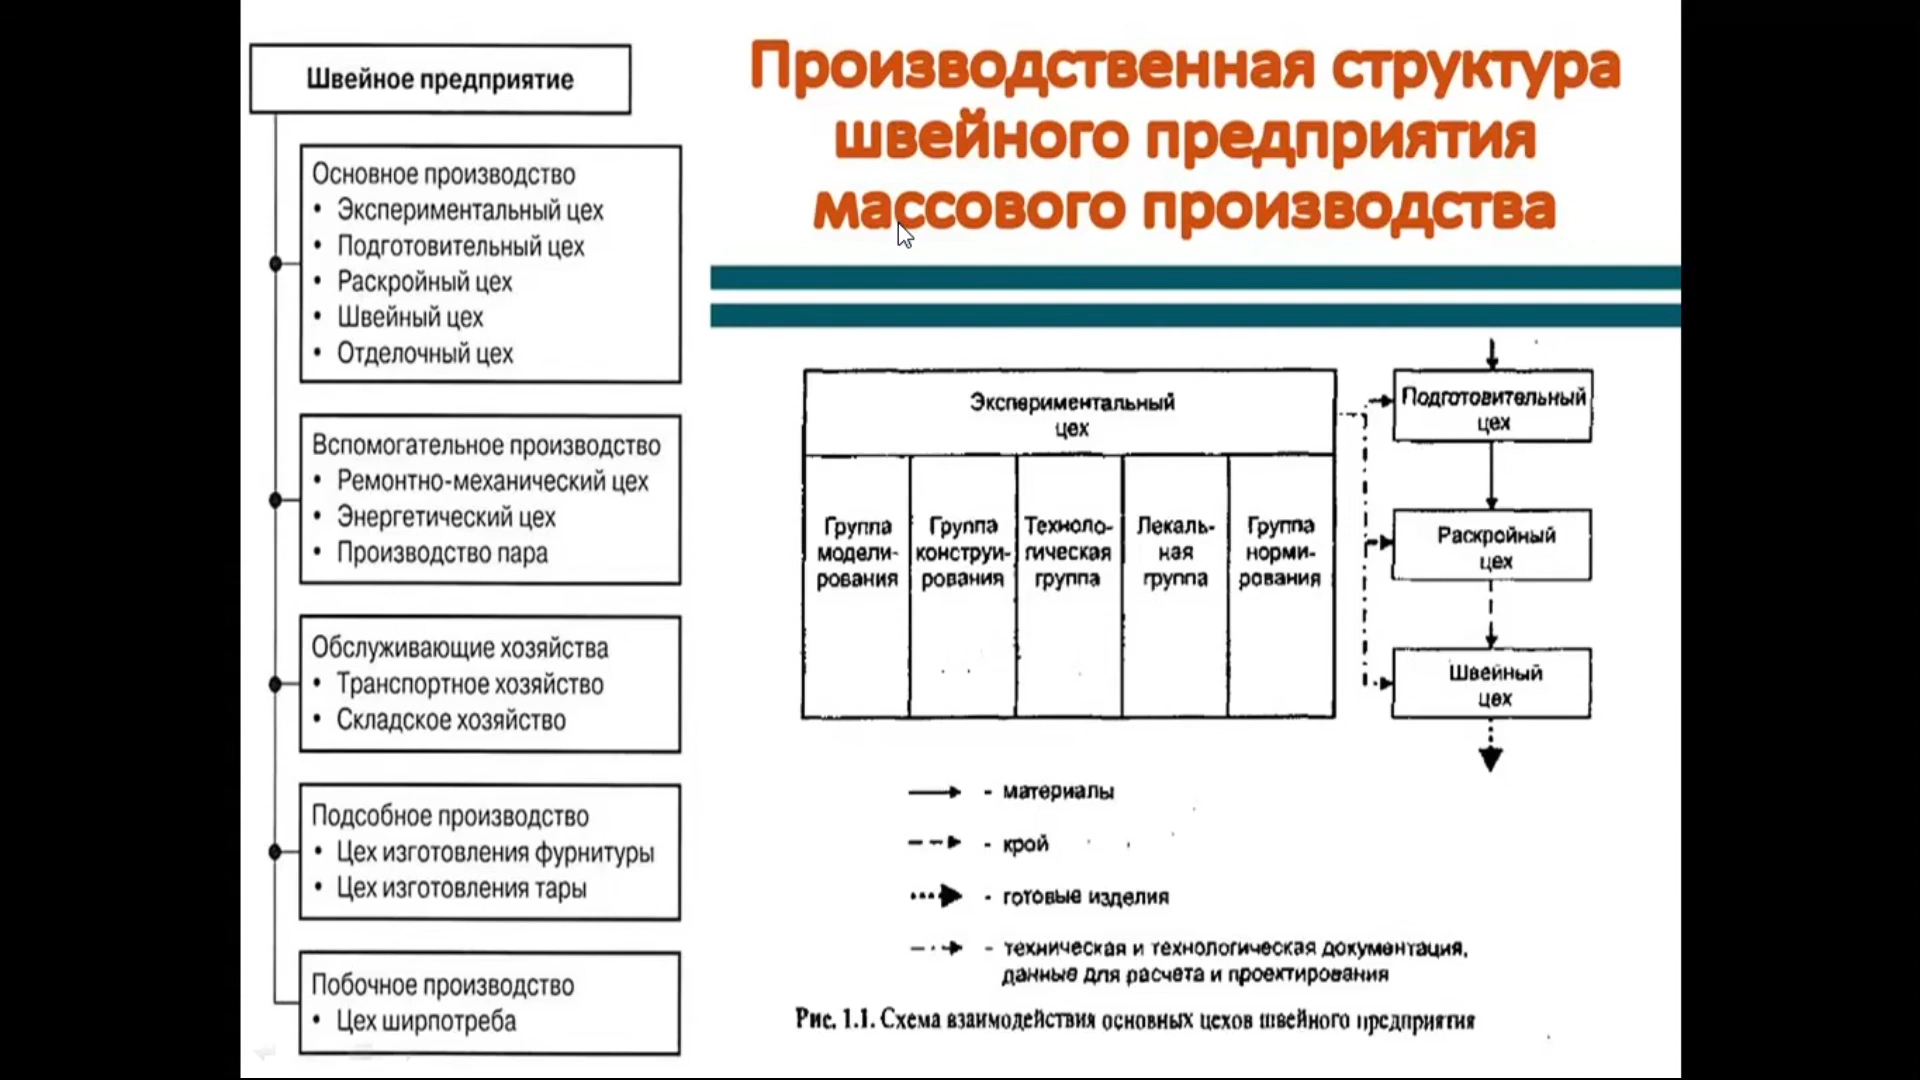 Швейное предприятие
Основное производство
• Экспериментальный цех
• Подготовительный цех
• Раскройный цех
• Швейный цех
• Отделочный цех
Вспомогательное производство
• Ремонтно-механический цех
• Энергетический цех
• Производство пара
Обслуживающие хозяйства
• Транспортное хозяйство
• Складское хозяйство
Подсобное производство
• Цех изготовления фурнитуры
• Цех изготовления тары
Побочное производство
• Цех ширпотреба
Производственная структура
швейного предприятия
массового производства
Экспериментальный
цех
Группа
модели-
рования
Группа
конструи-
рования
Техноло-
гическая
группа
Лекаль-
ная
группа
Группа
норми-
рования
Подготовительный
цех
Раскройный
цех
Швейный
цех
- материалы
- крой
- готовые изделия
- техническая и технологическая документация,
данные для расчета и проектирования
Рис. 1.1. Схема взаимодействия основных цехов швейного предприятия